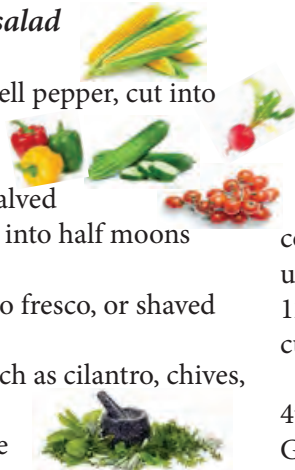 salad
ell pepper, cut into
alved
into half moons
o fresco, or shaved
ch as cilantro, chives,
e
co
u
1
cu
4
G